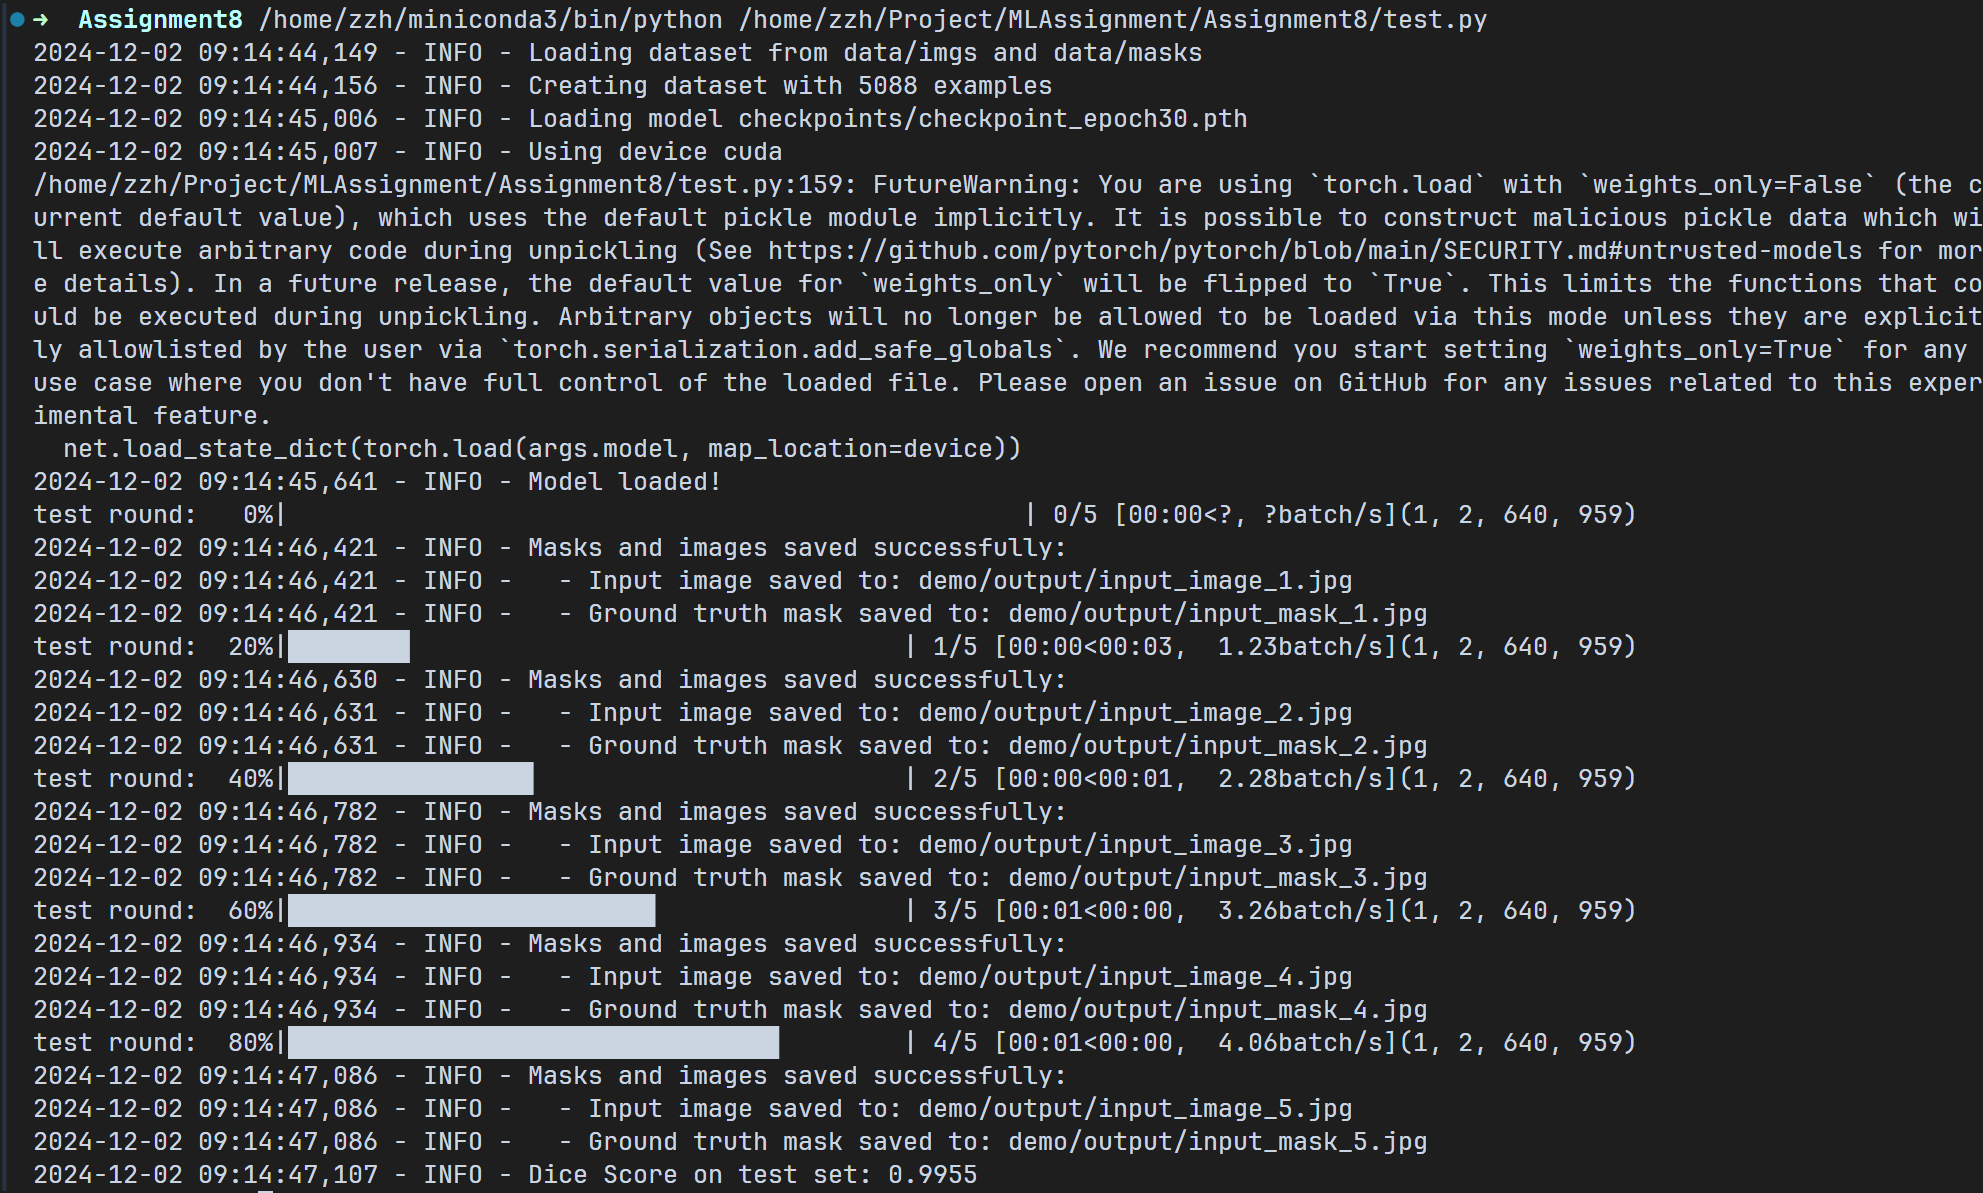 ➜  Assignment8 /home/zzh/miniconda3/bin/python /home/zzh/Project/MLAssignment/Assignment8/test.py
2024-12-02 09:14:44,149 - INFO - Loading dataset from data/imgs and data/masks
2024-12-02 09:14:44,156 - INFO - Creating dataset with 5088 examples
2024-12-02 09:14:45,006 - INFO - Loading model checkpoints/checkpoint_epoch30.pth
2024-12-02 09:14:45,007 - INFO - Using device cuda
/home/zzh/Project/MLAssignment/Assignment8/test.py:159: FutureWarning: You are using `torch.load` with `weights_only=False` (the c
urrent default value), which uses the default pickle module implicitly. It is possible to construct malicious pickle data which wi
ll execute arbitrary code during unpickling (See https://github.com/pytorch/pytorch/blob/main/SECURITY.md#untrusted-models for mor
e details). In a future release, the default value for `weights_only` will be flipped to `True`. This limits the functions that co
uld be executed during unpickling. Arbitrary objects will no longer be allowed to be loaded via this mode unless they are explicit
ly allowlisted by the user via `torch.serialization.add_safe_globals`. We recommend you start setting `weights_only=True` for any
use case where you don't have full control of the loaded file. Please open an issue on GitHub for any issues related to this exper
imental feature.
  net.load_state_dict(torch.load(args.model, map_location=device))
2024-12-02 09:14:45,641 - INFO - Model loaded!
test round:   0%|                                                 | 0/5 [00:00<?, ?batch/s](1, 2, 640, 959)
2024-12-02 09:14:46,421 - INFO - Masks and images saved successfully:
2024-12-02 09:14:46,421 - INFO -   - Input image saved to: demo/output/input_image_1.jpg
2024-12-02 09:14:46,421 - INFO -   - Ground truth mask saved to: demo/output/input_mask_1.jpg
test round:  20%|████████                                 | 1/5 [00:00<00:03,  1.23batch/s](1, 2, 640, 959)
2024-12-02 09:14:46,630 - INFO - Masks and images saved successfully:
2024-12-02 09:14:46,631 - INFO -   - Input image saved to: demo/output/input_image_2.jpg
2024-12-02 09:14:46,631 - INFO -   - Ground truth mask saved to: demo/output/input_mask_2.jpg
test round:  40%|████████████████                         | 2/5 [00:00<00:01,  2.28batch/s](1, 2, 640, 959)
2024-12-02 09:14:46,782 - INFO - Masks and images saved successfully:
2024-12-02 09:14:46,782 - INFO -   - Input image saved to: demo/output/input_image_3.jpg
2024-12-02 09:14:46,782 - INFO -   - Ground truth mask saved to: demo/output/input_mask_3.jpg
test round:  60%|████████████████████████                 | 3/5 [00:01<00:00,  3.26batch/s](1, 2, 640, 959)
2024-12-02 09:14:46,934 - INFO - Masks and images saved successfully:
2024-12-02 09:14:46,934 - INFO -   - Input image saved to: demo/output/input_image_4.jpg
2024-12-02 09:14:46,934 - INFO -   - Ground truth mask saved to: demo/output/input_mask_4.jpg
test round:  80%|████████████████████████████████         | 4/5 [00:01<00:00,  4.06batch/s](1, 2, 640, 959)
2024-12-02 09:14:47,086 - INFO - Masks and images saved successfully:
2024-12-02 09:14:47,086 - INFO -   - Input image saved to: demo/output/input_image_5.jpg
2024-12-02 09:14:47,086 - INFO -   - Ground truth mask saved to: demo/output/input_mask_5.jpg
2024-12-02 09:14:47,107 - INFO - Dice Score on test set: 0.9955